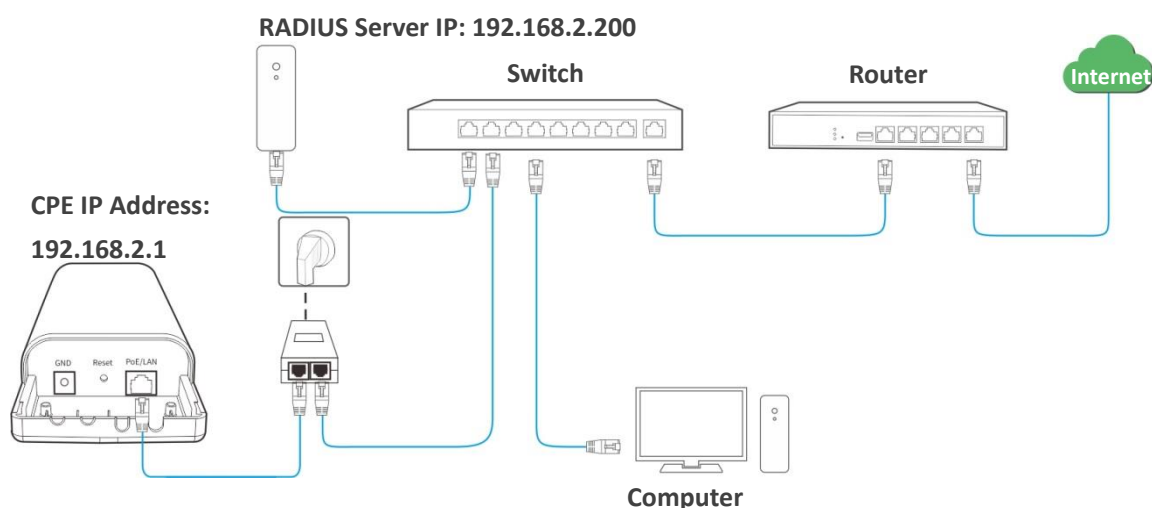 RADIUS Server IP: 192.168.2.200
Switch
Router
Internet
CPE IP Address:
192.168.2.1
GND
Reset
PoE/LAN
Computer